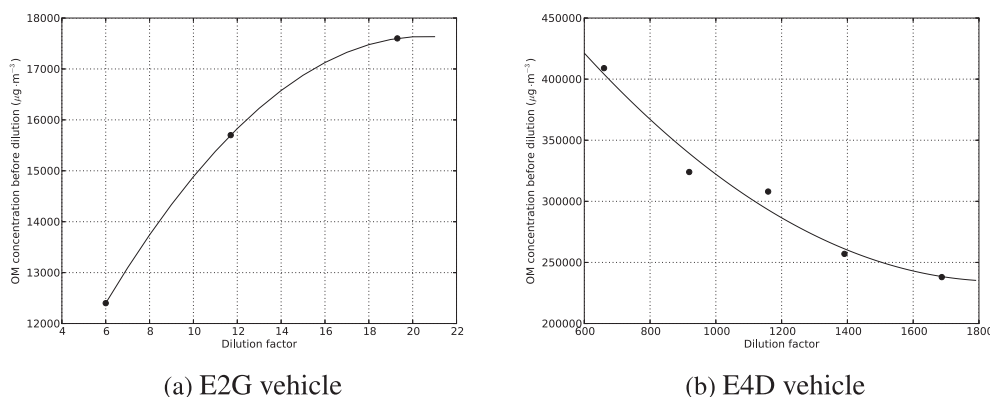 18000
17000
16000
15000
14000
13000
12000
4 6 8 10 12 14 16 18 20 22
Dilution factor
OM concentration before dilution (μg·m⁻³)
(a) E2G vehicle
450000
400000
350000
300000
250000
200000
600 800 1000 1200 1400 1600 1800
Dilution factor
OM concentration before dilution (μg·m⁻³)
(b) E4D vehicle